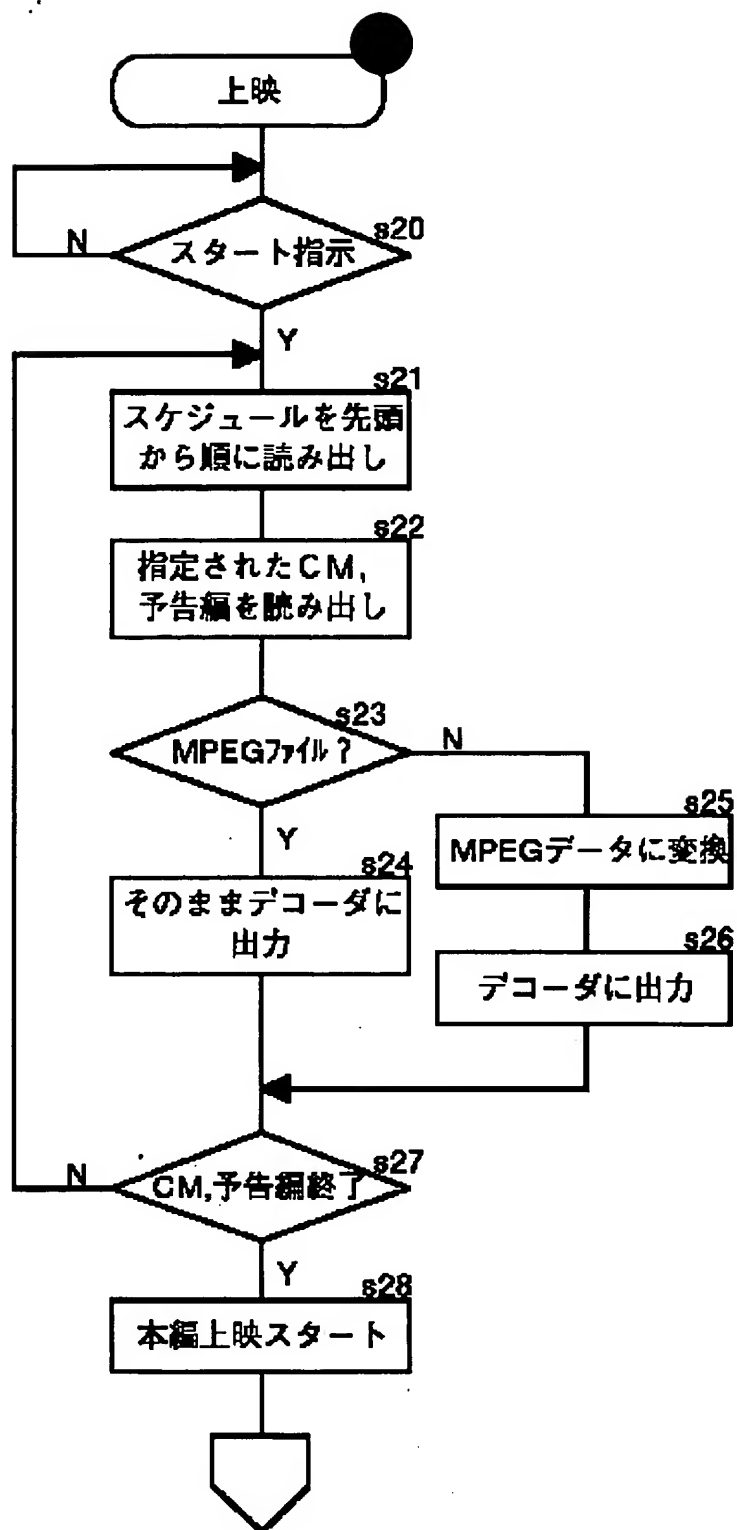 上映
s20
スタート指示
N
Y
s21
スケジュールを先頭
から順に読み出し
s22
指定されたCM,
予告編を読み出し
s23
MPEGファイル?
N
Y
s24
そのままデコーダに
出力
s25
MPEGデータに変換
s26
デコーダに出力
s27
CM,予告編終了
N
Y
s28
本編上映スタート